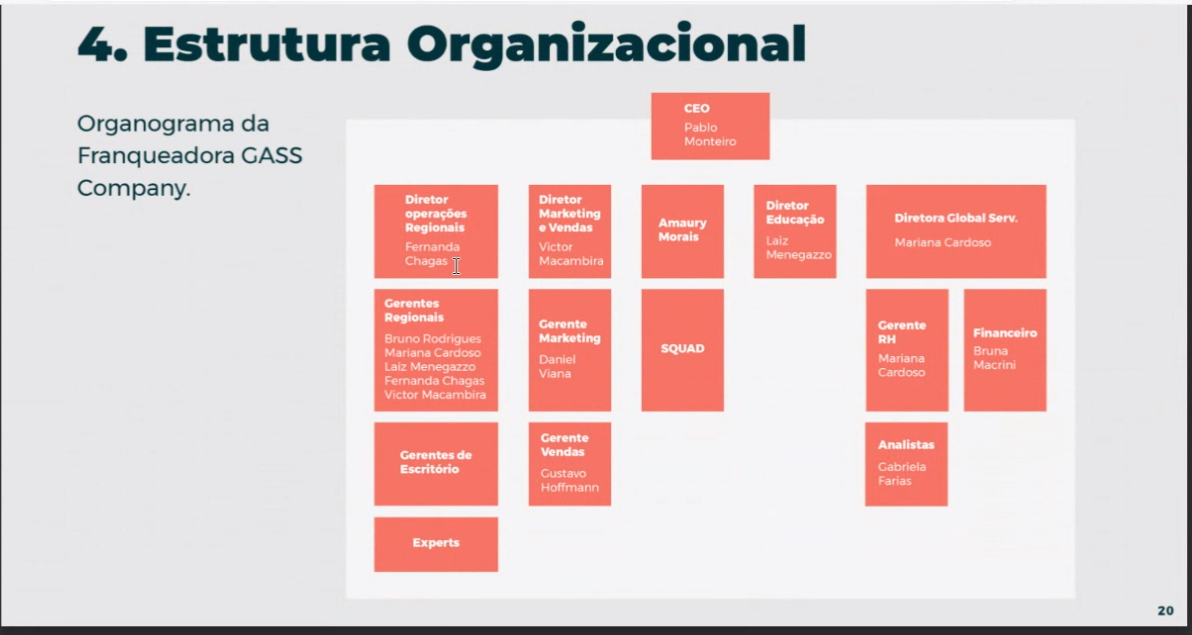 4. Estrutura Organizacional
Organograma da
Franqueadora GASS
Company.
CEO
Pablo
Monteiro
Diretor
operações
Regionais
Fernanda
Chagas
Diretor
Marketing
e Vendas
Victor
Macambira
Amaury
Morais
Diretor
Educação
Laiz
Menegazzo
Diretora Global Serv.
Mariana Cardoso
Gerentes
Regionais
Bruno Rodrigues
Mariana Cardoso
Laiz Menegazzo
Fernanda Chagas
Victor Macambira
Gerente
Marketing
Daniel
Viana
SQUAD
Gerente
RH
Mariana
Cardoso
Financeiro
Bruna
Macrini
Gerentes de
Escritório
Gerente
Vendas
Gustavo
Hoffmann
Analistas
Gabriela
Farias
Experts
20